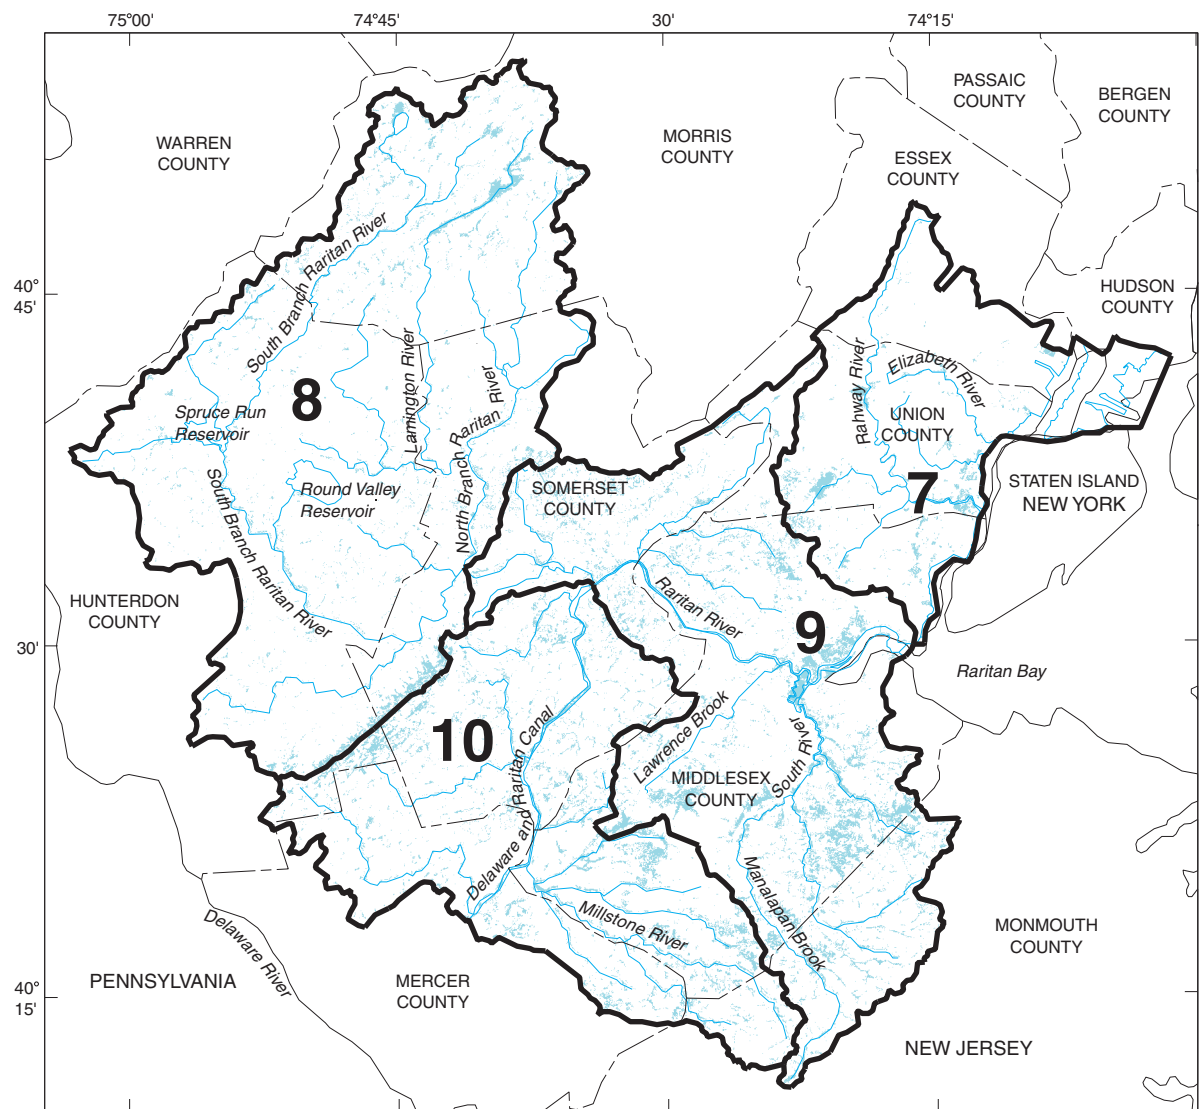 75°00'
74°45'
30'
74°15'
PASSAIC
COUNTY
BERGEN
COUNTY
WARREN
COUNTY
MORRIS
COUNTY
ESSEX
COUNTY
South Branch Raritan River
40°
45'
HUDSON
COUNTY
Lamington River
Rahway River
Elizabeth River
8
Spruce Run
Reservoir
North Branch Raritan
River
UNION
COUNTY
7
South Branch Raritan River
Round Valley
Reservoir
SOMERSET
COUNTY
STATEN ISLAND
NEW YORK
HUNTERDON
COUNTY
Raritan River
9
30'
Raritan Bay
10
Delaware and Raritan Canal
Lawrence Brook
South River
MIDDLESEX
COUNTY
Manalapan Brook
Millstone River
Delaware River
MONMOUTH
COUNTY
PENNSYLVANIA
MERCER
COUNTY
40°
15'
NEW JERSEY